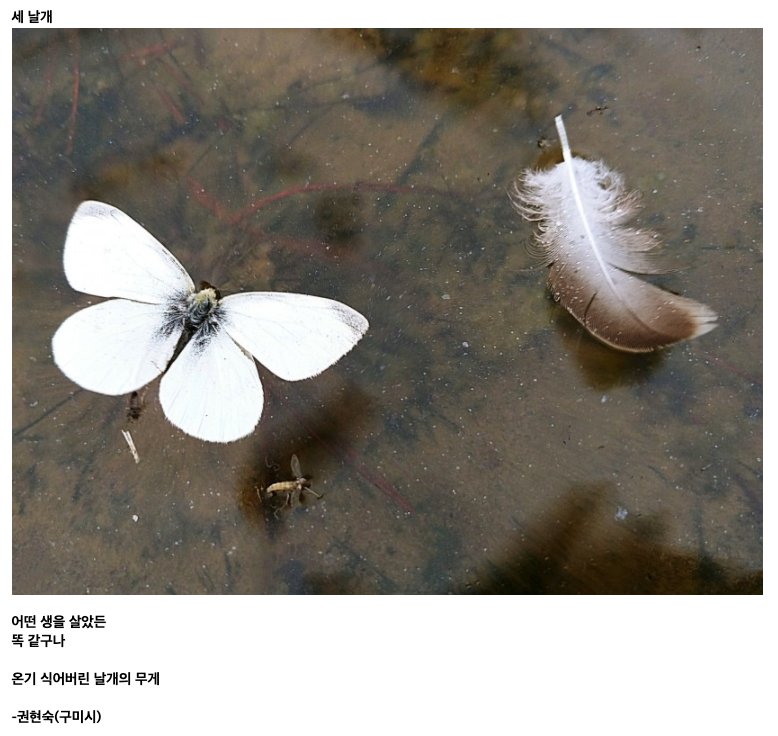 세 날개
어떤 생을 살았든
똑 같구나
온기 식어버린 날개의 무게
-권현숙(구미시)